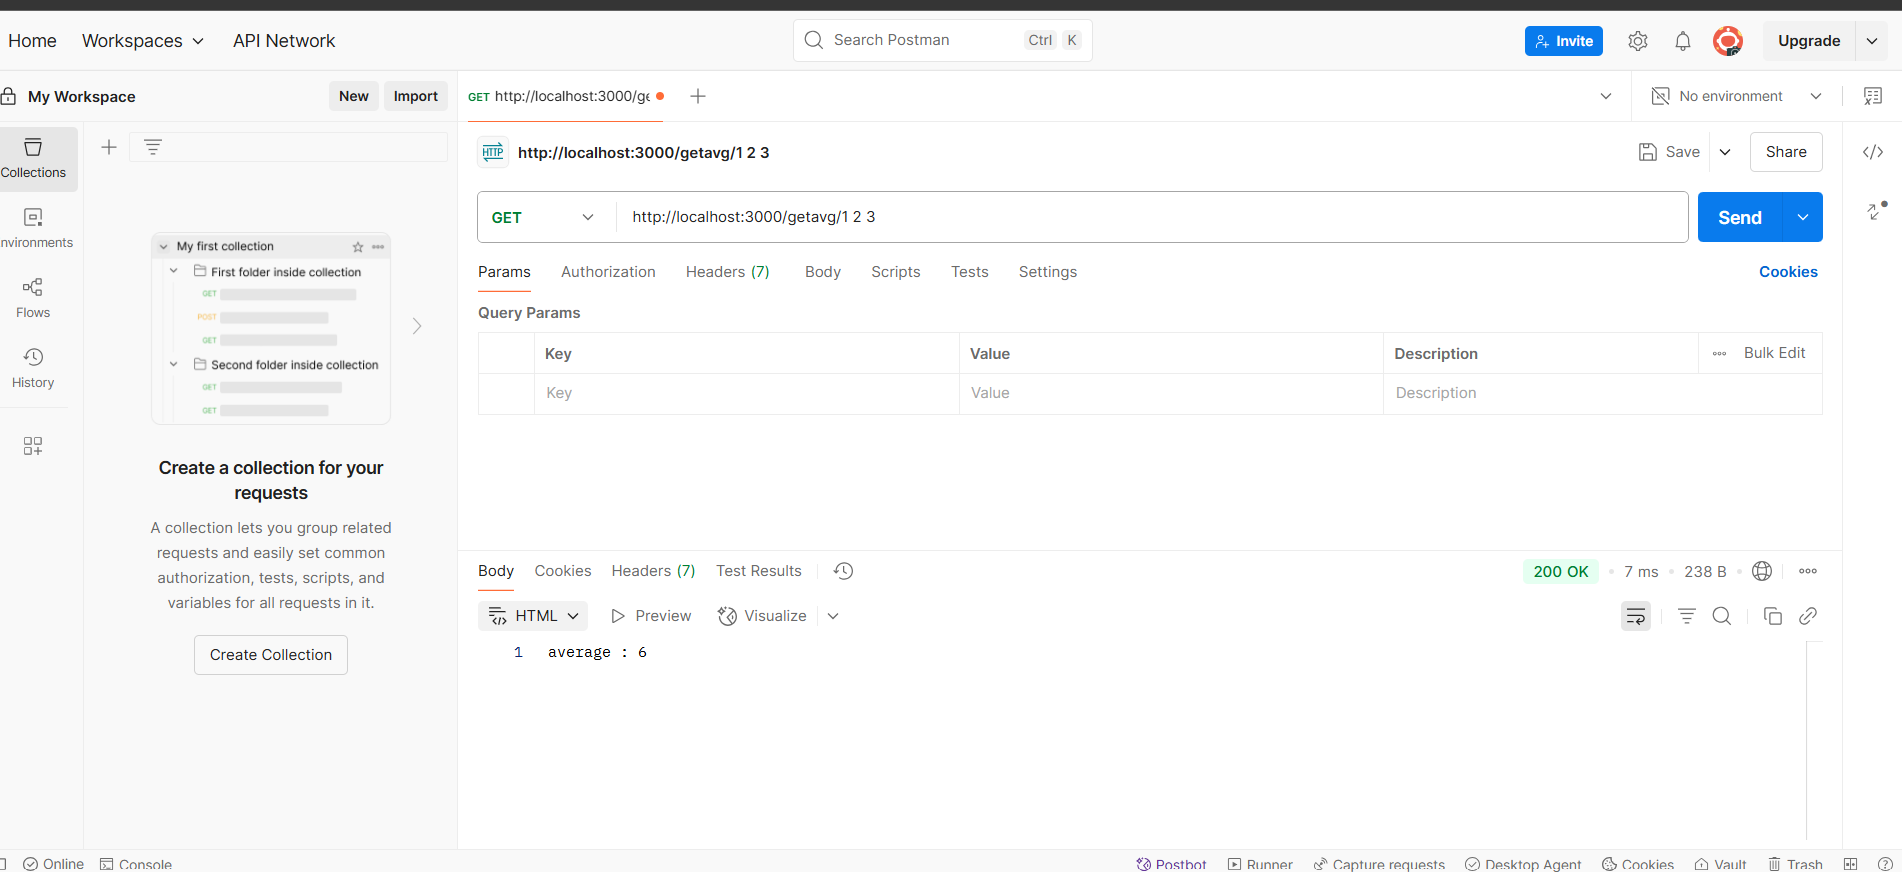 Home Workspaces API Network Search Postman Ctrl K Invite Upgrade
My Workspace New Import GET http://localhost:3000/ge No environment
Collections
nvironments
Flows
History
My first collection
First folder inside collection
GET
POST
GET
Second folder inside collection
GET
GET
Create a collection for your
requests
A collection lets you group related
requests and easily set common
authorization, tests, scripts, and
variables for all requests in it.
Create Collection
HTTP http://localhost:3000/getavg/1 2 3 Save Share
GET http://localhost:3000/getavg/1 2 3 Send
Params Authorization Headers (7) Body Scripts Tests Settings Cookies
Query Params
Key Value Description Bulk Edit
Key Value Description
Body Cookies Headers (7) Test Results 200 OK 7 ms 238 B
HTML Preview Visualize
1 average : 6
Online Console Postbot Runner Capture requests Desktop Agent Cookies Vault Trash